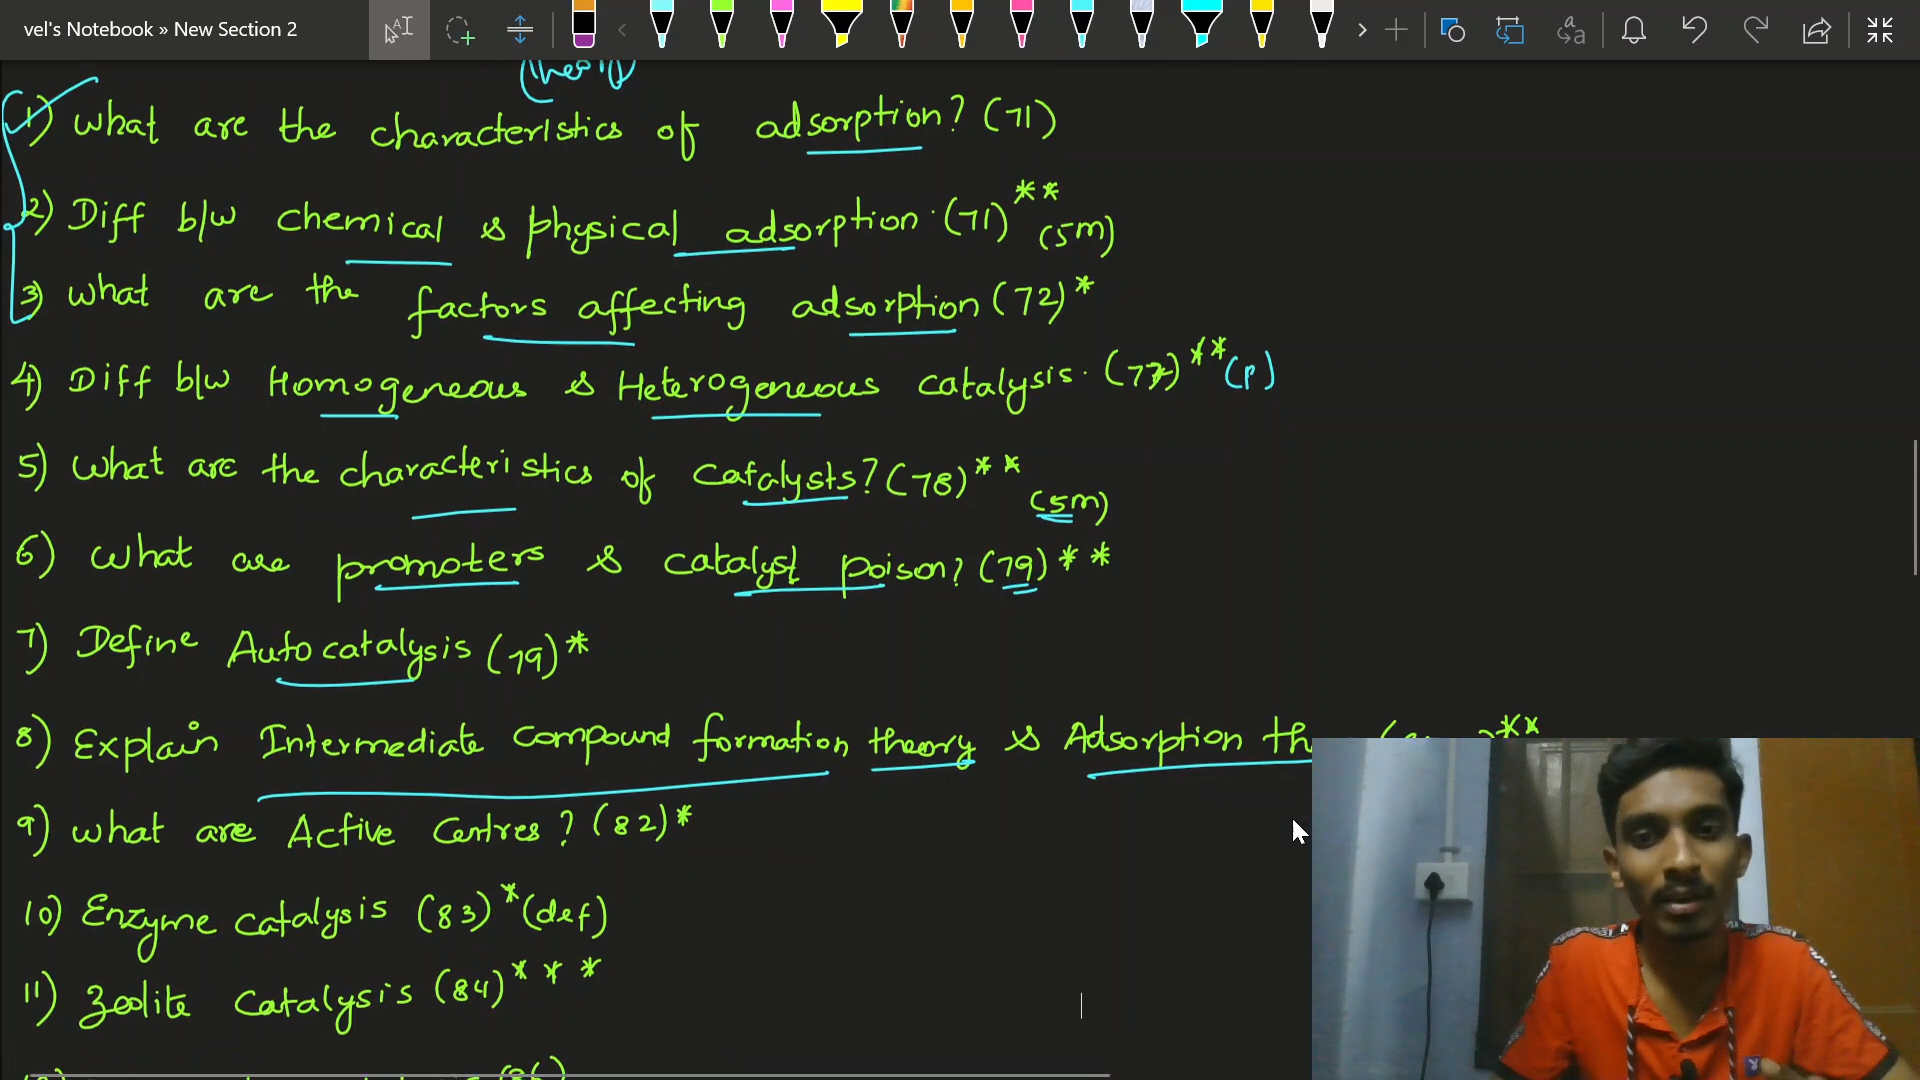 vel's Notebook » New Section 2
1) What are the characteristics of adsorption? (71)
2) Diff b/w chemical & physical adsorption. (71)** (5m)
3) What are the factors affecting adsorption (72)*
4) Diff b/w Homogeneous & Heterogeneous catalysis. (77)** (P)
5) What are the characteristics of catalysts? (78)** (5m)
6) What are promoters & catalyst poison? (79)**
7) Define Autocatalysis (79)*
8) Explain Intermediate compound formation theory & Adsorption **
9) What are Active Centres? (82)*
10) Enzyme catalysis (83)* (def)
11) Zeolite Catalysis (84)***